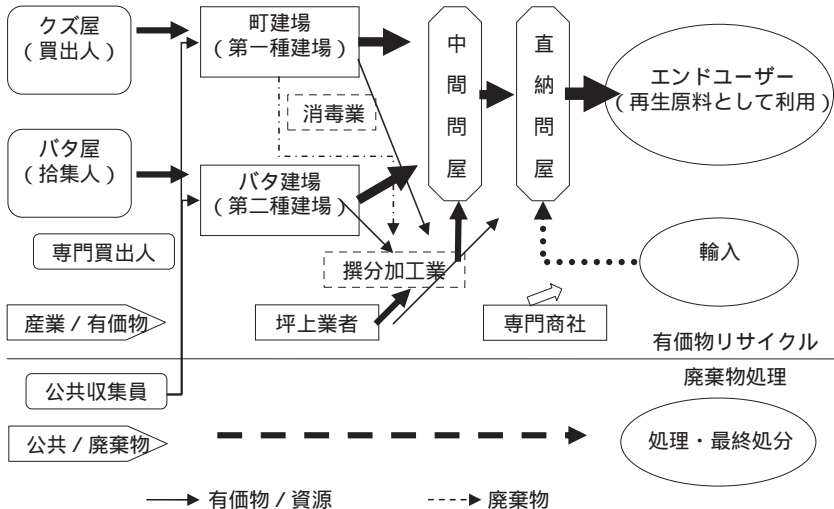 クズ屋
(買出人)
町建場
(第一種建場)
中間問屋
直納問屋
エンドユーザー
(再生原料として利用)
消毒業
バタ屋
(拾集人)
バタ建場
(第二種建場)
専門買出人
撰分加工業
輸入
産業/有価物
坪上業者
専門商社
有価物リサイクル
廃棄物処理
公共収集員
公共/廃棄物
処理・最終処分
有価物/資源
廃棄物